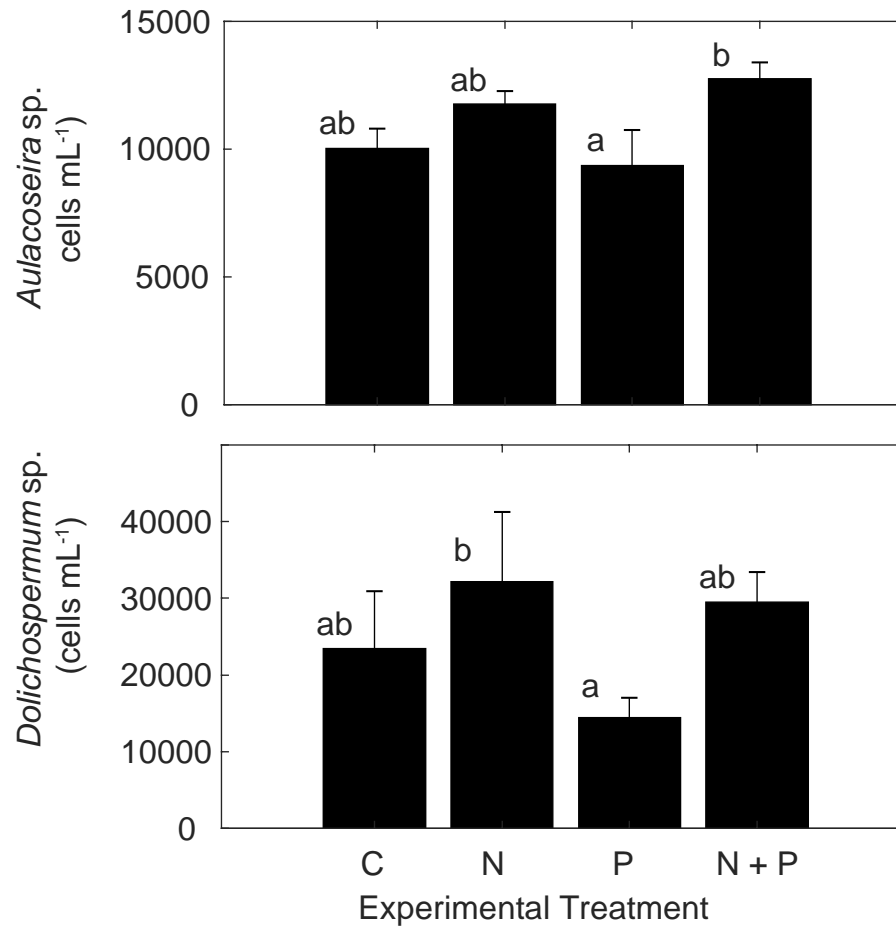 Aulacoseira sp.
cells mL⁻¹
15000
10000
5000
0
ab
ab
a
b
Dolichospermum sp.
(cells mL⁻¹)
40000
30000
20000
10000
0
ab
b
a
ab
C N P N + P
Experimental Treatment